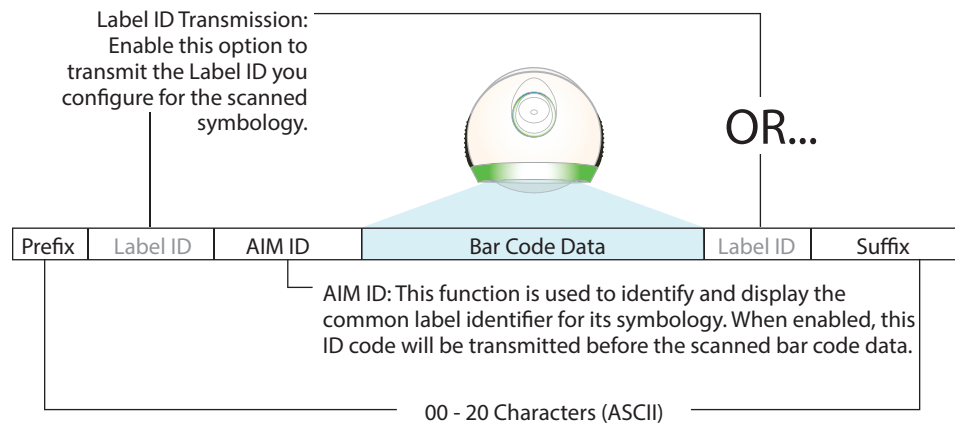 Label ID Transmission:
Enable this option to
transmit the Label ID you
configure for the scanned
symbology.
OR...
Prefix Label ID AIM ID Bar Code Data Label ID Suffix
AIM ID: This function is used to identify and display the
common label identifier for its symbology. When enabled, this
ID code will be transmitted before the scanned bar code data.
00 - 20 Characters (ASCII)